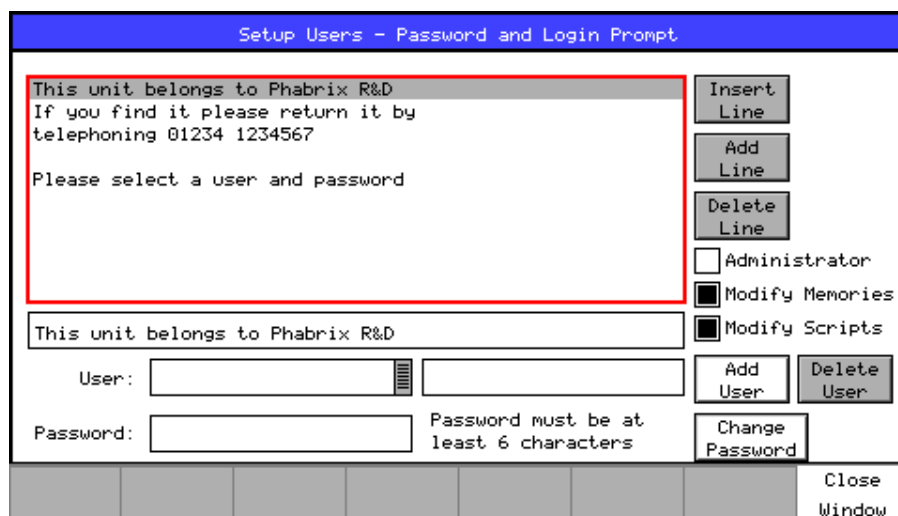 Setup Users - Password and Login Prompt
This unit belongs to Phabrix R&D
If you find it please return it by
telephoning 01234 1234567
Please select a user and password
Insert
Line
Add
Line
Delete
Line
Administrator
Modify Memories
Modify Scripts
This unit belongs to Phabrix R&D
User:
Add
User
Delete
User
Password:
Password must be at
least 6 characters
Change
Password
Close
Window